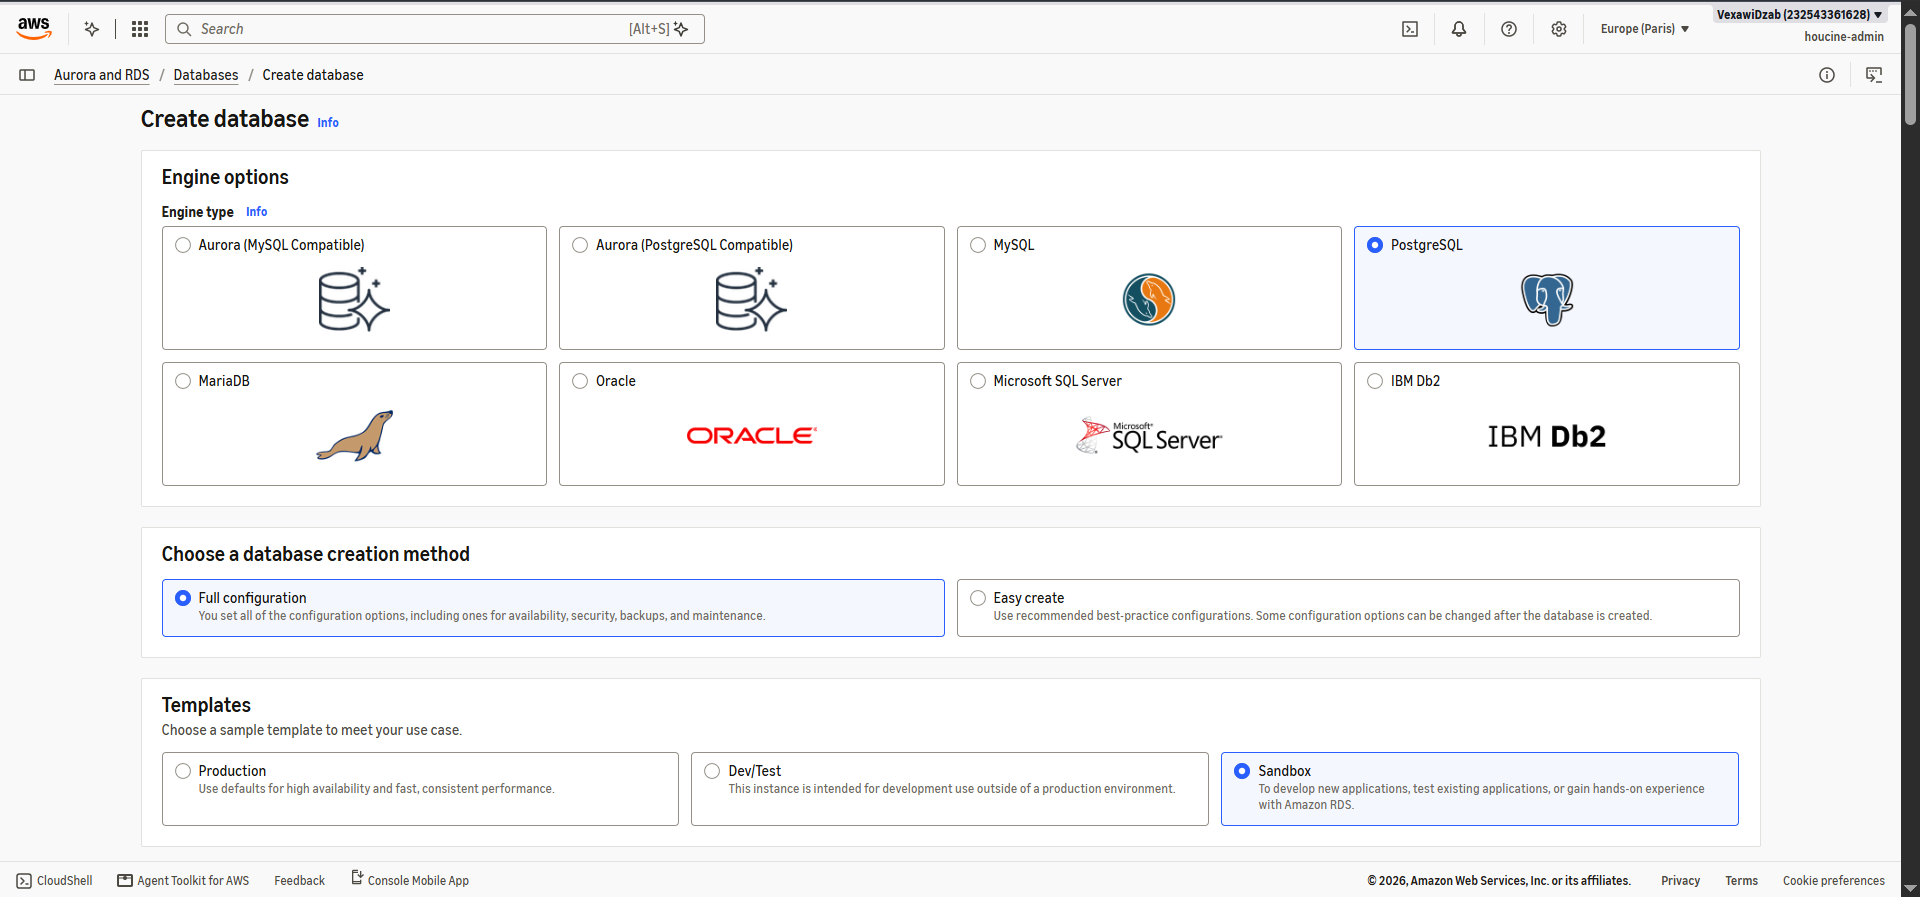 aws
Search [Alt+S]
Europe (Paris)
VexawiDzab (232543361628)
houcine-admin
Aurora and RDS / Databases / Create database
Create database Info
Engine options
Engine type Info
Aurora (MySQL Compatible)
Aurora (PostgreSQL Compatible)
MySQL
PostgreSQL
MariaDB
Oracle
ORACLE
Microsoft SQL Server
Microsoft
SQL Server
IBM Db2
IBM Db2
Choose a database creation method
Full configuration
You set all of the configuration options, including ones for availability, security, backups, and maintenance.
Easy create
Use recommended best-practice configurations. Some configuration options can be changed after the database is created.
Templates
Choose a sample template to meet your use case.
Production
Use defaults for high availability and fast, consistent performance.
Dev/Test
This instance is intended for development use outside of a production environment.
Sandbox
To develop new applications, test existing applications, or gain hands-on experience
with Amazon RDS.
CloudShell
Agent Toolkit for AWS
Feedback
Console Mobile App
© 2026, Amazon Web Services, Inc. or its affiliates.
Privacy
Terms
Cookie preferences